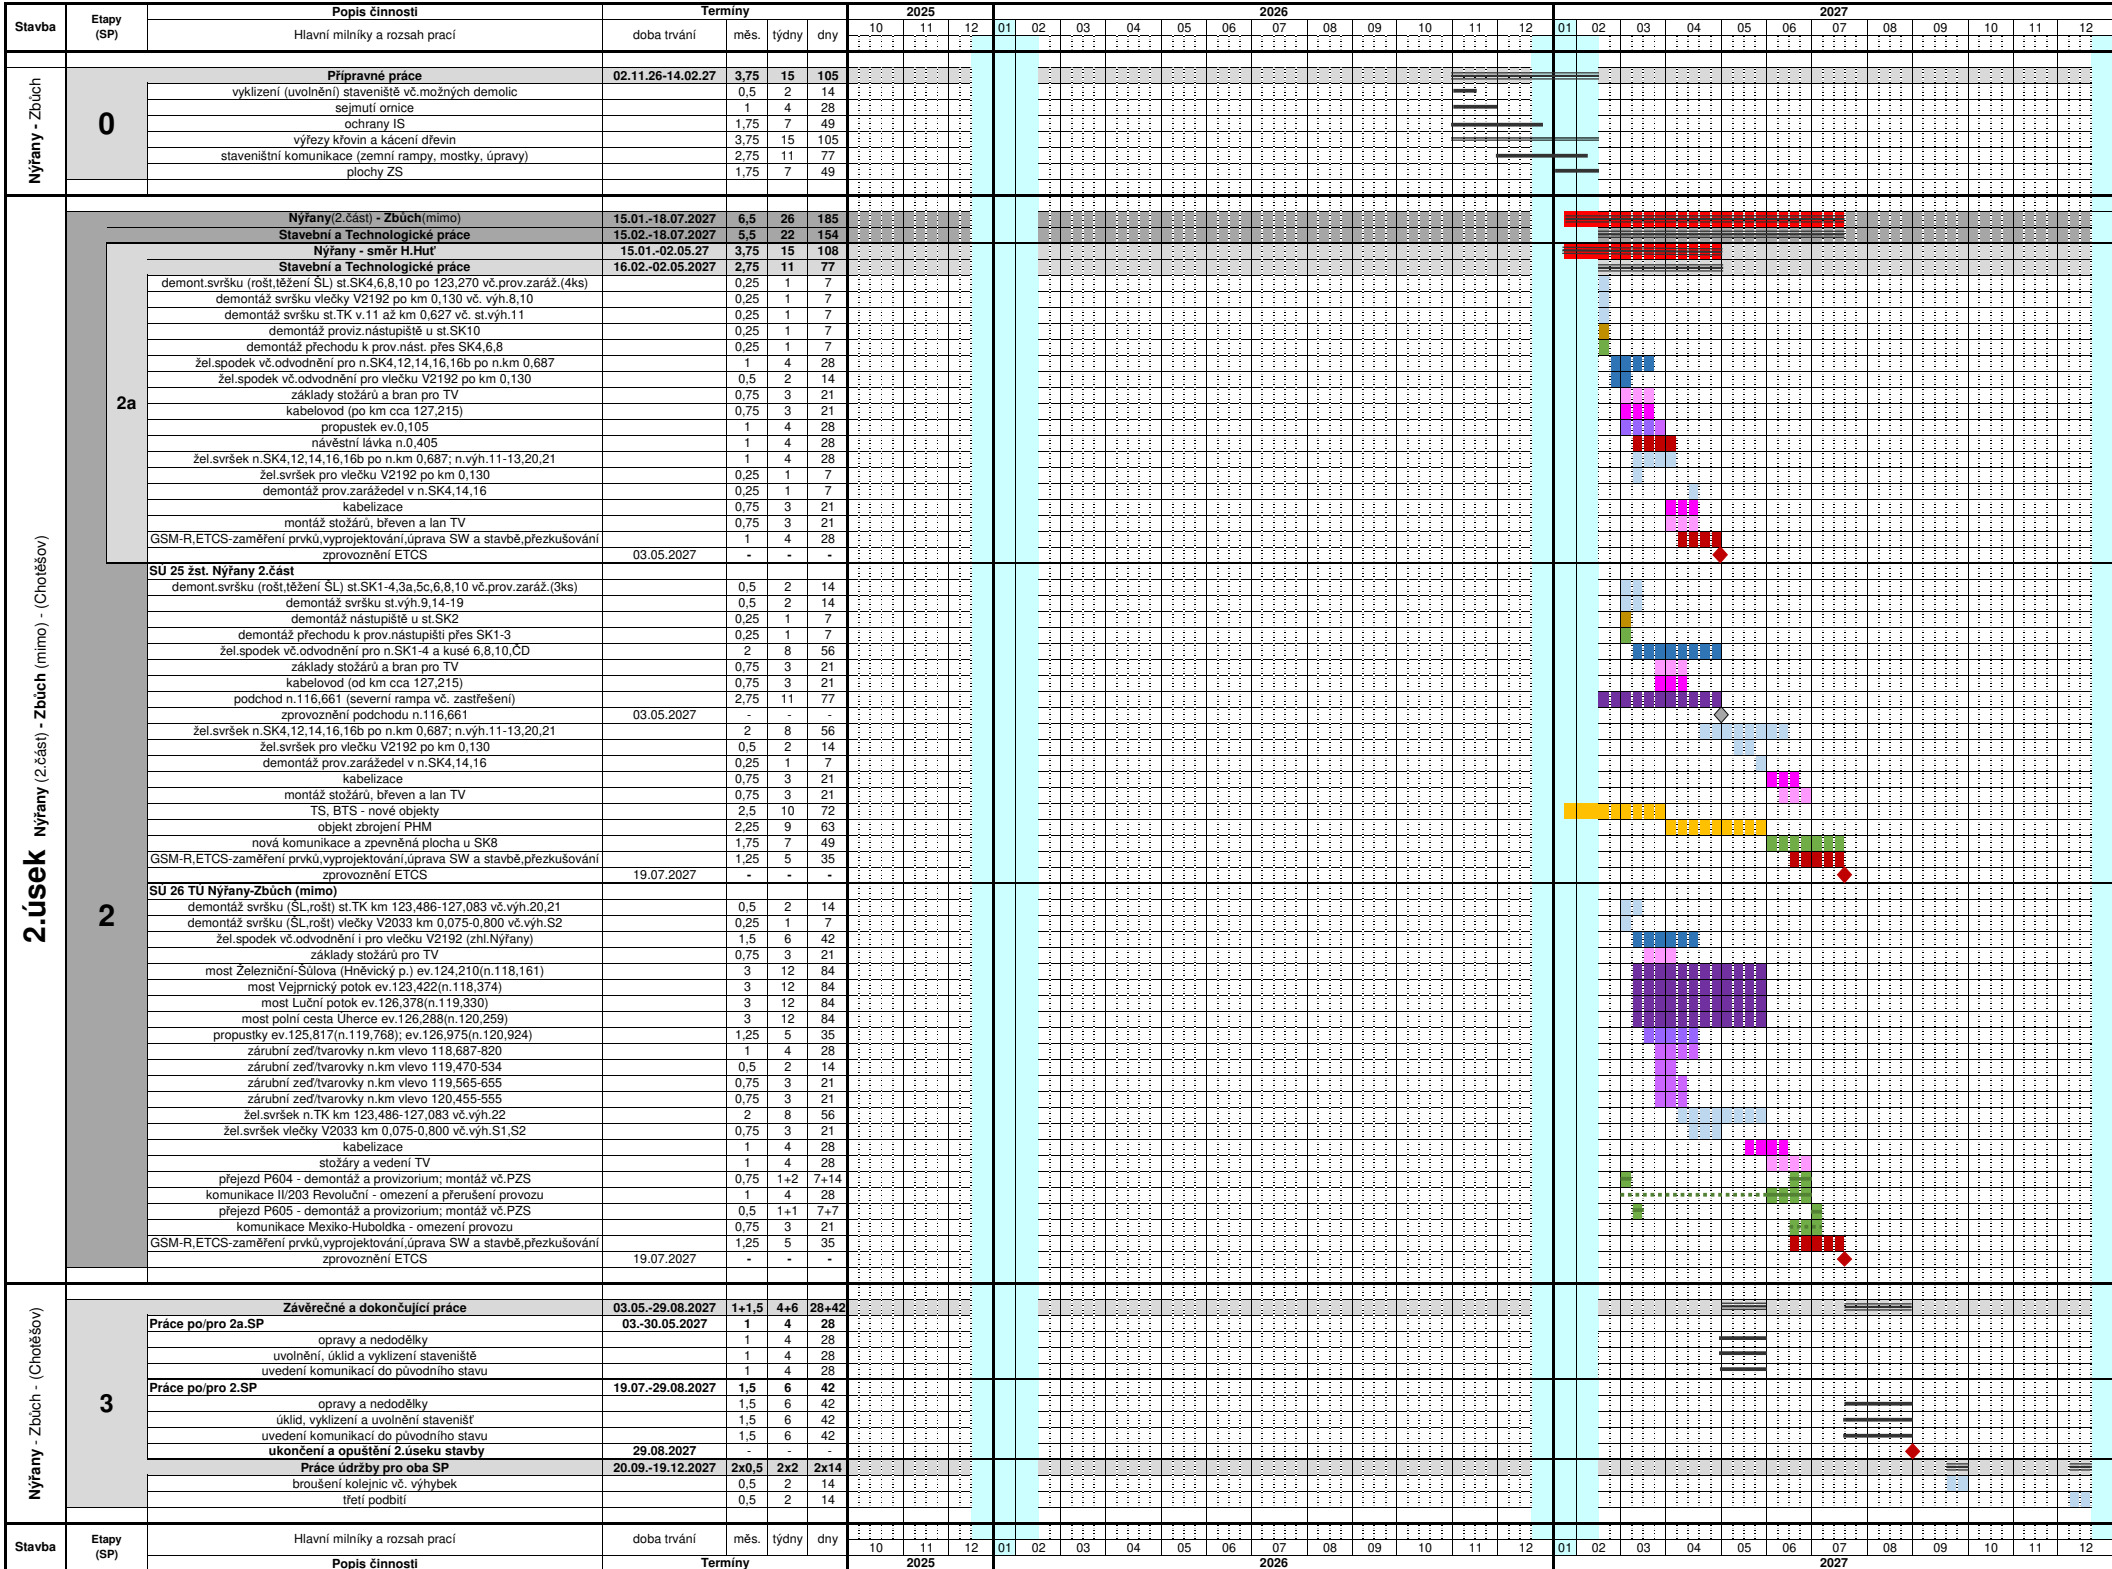 Stavba Etapy (SP) Popis činnosti Termíny 2025 2026 2027
Hlavní milníky a rozsah prací doba trvání měs. týdny dny 10 11 12 01 02 03 04 05 06 07 08 09 10 11 12 01 02 03 04 05 06 07 08 09 10 11 12
Nýřany - Zbůch
0
Přípravné práce 02.11.26-14.02.27 3,75 15 105
vyklizení (uvolnění) staveniště vč.možných demolic 0,5 2 14
sejmutí ornice 1 4 28
ochrany IS 1,75 7 49
výřezy křovin a kácení dřevin 3,75 15 105
staveništní komunikace (zemní rampy, mostky, úpravy) 2,75 11 77
plochy ZS 1,75 7 49
2.úsek Nýřany (2.část) - Zbůch (mimo) - (Chotěšov)
2
Nýřany(2.část) - Zbůch(mimo) 15.01.-18.07.2027 6,5 26 185
Stavební a Technologické práce 15.02.-18.07.2027 5,5 22 154
2a
Nýřany - směr H.Huť 15.01.-02.05.27 3,75 15 108
Stavební a Technologické práce 16.02.-02.05.2027 2,75 11 77
demont.svršku (rošt,těžení ŠL) st.SK4,6,8,10 po 123,270 vč.prov.zaráž.(4ks) 0,25 1 7
demontáž svršku vlečky V2192 po km 0,130 vč. výh.8,10 0,25 1 7
demontáž svršku st.TK v.11 až km 0,627 vč. st.výh.11 0,25 1 7
demontáž proviz.nástupiště u st.SK10 0,25 1 7
demontáž přechodu k prov.nást. přes SK4,6,8 0,25 1 7
žel.spodek vč.odvodnění pro n.SK4,12,14,16,16b po n.km 0,687 1 4 28
žel.spodek vč.odvodnění pro vlečku V2192 po km 0,130 0,5 2 14
základy stožárů a bran pro TV 0,75 3 21
kabelovod (po km cca 127,215) 0,75 3 21
propustek ev.0,105 1 4 28
návěstní lávka n.0,405 1 4 28
žel.svršek n.SK4,12,14,16,16b po n.km 0,687; n.výh.11-13,20,21 1 4 28
žel.svršek pro vlečku V2192 po km 0,130 0,25 1 7
demontáž prov.zarážedel v n.SK4,14,16 0,25 1 7
kabelizace 0,75 3 21
montáž stožárů, břeven a lan TV 0,75 3 21
GSM-R,ETCS-zaměření prvků,vyprojektování,úprava SW a stavbě,přezkušování 1 4 28
zprovoznění ETCS 03.05.2027 - - -
SÚ 25 žst. Nýřany 2.část
demont.svršku (rošt,těžení ŠL) st.SK1-4,3a,5c,6,8,10 vč.prov.zaráž.(3ks) 0,5 2 14
demontáž svršku st.výh.9,14-19 0,5 2 14
demontáž nástupiště u st.SK2 0,25 1 7
demontáž přechodu k prov.nástupišti přes SK1-3 0,25 1 7
žel.spodek vč.odvodnění pro n.SK1-4 a kusé 6,8,10,ČD 2 8 56
základy stožárů a bran pro TV 0,75 3 21
kabelovod (od km cca 127,215) 0,75 3 21
podchod n.116,661 (severní rampa vč. zastřešení) 2,75 11 77
zprovoznění podchodu n.116,661 03.05.2027 - - -
žel.svršek n.SK4,12,14,16,16b po n.km 0,687; n.výh.11-13,20,21 2 8 56
žel.svršek pro vlečku V2192 po km 0,130 0,5 2 14
demontáž prov.zarážedel v n.SK4,14,16 0,25 1 7
kabelizace 0,75 3 21
montáž stožárů, břeven a lan TV 0,75 3 21
TS, BTS - nové objekty 2,5 10 72
objekt zbrojení PHM 2,25 9 63
nová komunikace a zpevněná plocha u SK8 1,75 7 49
GSM-R,ETCS-zaměření prvků,vyprojektování,úprava SW a stavbě,přezkušování 1,25 5 35
zprovoznění ETCS 19.07.2027 - - -
SÚ 26 TÚ Nýřany-Zbůch (mimo)
demontáž svršku (ŠL,rošt) st.TK km 123,486-127,083 vč.výh.20,21 0,5 2 14
demontáž svršku (ŠL,rošt) vlečky V2033 km 0,075-0,800 vč.výh.S2 0,25 1 7
žel.spodek vč.odvodnění i pro vlečku V2192 (zhl.Nýřany) 1,5 6 42
základy stožárů pro TV 0,75 3 21
most Železniční-Šůlova (Hněvický p.) ev.124,210(n.118,161) 3 12 84
most Vejprnický potok ev.123,422(n.118,374) 3 12 84
most Luční potok ev.126,378(n.119,330) 3 12 84
most polní cesta Úherce ev.126,288(n.120,259) 3 12 84
propustky ev.125,817(n.119,768); ev.126,975(n.120,924) 1,25 5 35
zárubní zeď/tvarovky n.km vlevo 118,687-820 1 4 28
zárubní zeď/tvarovky n.km vlevo 119,470-534 0,5 2 14
zárubní zeď/tvarovky n.km vlevo 119,565-655 0,75 3 21
zárubní zeď/tvarovky n.km vlevo 120,455-555 0,75 3 21
žel.svršek n.TK km 123,486-127,083 vč.výh.22 2 8 56
žel.svršek vlečky V2033 km 0,075-0,800 vč.výh.S1,S2 0,75 3 21
kabelizace 1 4 28
stožáry a vedení TV 1 4 28
přejezd P604 - demontáž a provizorium; montáž vč.PZS 0,75 1+2 7+14
komunikace II/203 Revoluční - omezení a přerušení provozu 1 4 28
přejezd P605 - demontáž a provizorium; montáž vč.PZS 0,5 1+1 7+7
komunikace Mexiko-Huboldka - omezení provozu 0,75 3 21
GSM-R,ETCS-zaměření prvků,vyprojektování,úprava SW a stavbě,přezkušování 1,25 5 35
zprovoznění ETCS 19.07.2027 - - -
Nýřany - Zbůch - (Chotěšov)
3
Závěrečné a dokončující práce 03.05.-29.08.2027 1+1,5 4+6 28+42
Práce po/pro 2a.SP 03.-30.05.2027 1 4 28
opravy a nedodělky 1 4 28
uvolnění, úklid a vyklizení staveniště 1 4 28
uvedení komunikací do původního stavu 1 4 28
Práce po/pro 2.SP 19.07.-29.08.2027 1,5 6 42
opravy a nedodělky 1,5 6 42
úklid, vyklizení a uvolnění stavenišť 1,5 6 42
uvedení komunikací do původního stavu 1,5 6 42
ukončení a opuštění 2.úseku stavby 29.08.2027 - - -
Práce údržby pro oba SP 20.09.-19.12.2027 2x0,5 2x2 2x14
broušení kolejnic vč. výhybek 0,5 2 14
třetí podbití 0,5 2 14
Stavba Etapy (SP) Hlavní milníky a rozsah prací doba trvání měs. týdny dny 10 11 12 01 02 03 04 05 06 07 08 09 10 11 12 01 02 03 04 05 06 07 08 09 10 11 12
Popis činnosti Termíny 2025 2026 2027